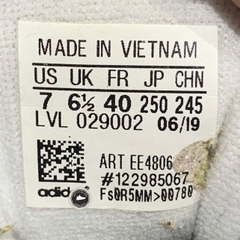 MADE IN VIETNAM
US UK FR JP CHN
7 6½ 40 250 245
LVL 029002 06/19
ART EE4806
#122985067
adid
Fs0R5MM>00780